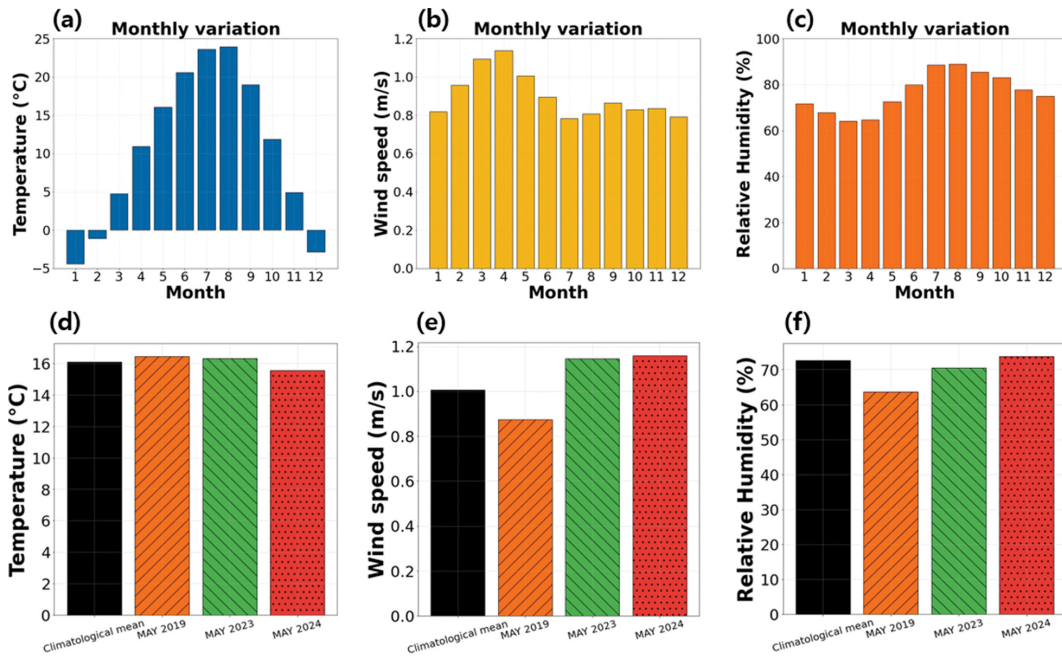 (a)
Monthly variation
Temperature (°C)
25
20
15
10
5
0
−5
1 2 3 4 5 6 7 8 9 10 11 12
Month
(b)
Monthly variation
Wind speed (m/s)
1.2
1.0
0.8
0.6
0.4
0.2
0.0
1 2 3 4 5 6 7 8 9 10 11 12
Month
(c)
Monthly variation
Relative Humidity (%)
100
80
60
40
20
0
1 2 3 4 5 6 7 8 9 10 11 12
Month
(d)
Temperature (°C)
16
14
12
10
8
6
4
2
0
Climatological mean
MAY 2019
MAY 2023
MAY 2024
(e)
Wind speed (m/s)
1.2
1.0
0.8
0.6
0.4
0.2
0.0
Climatological mean
MAY 2019
MAY 2023
MAY 2024
(f)
Relative Humidity (%)
70
60
50
40
30
20
10
0
Climatological mean
MAY 2019
MAY 2023
MAY 2024